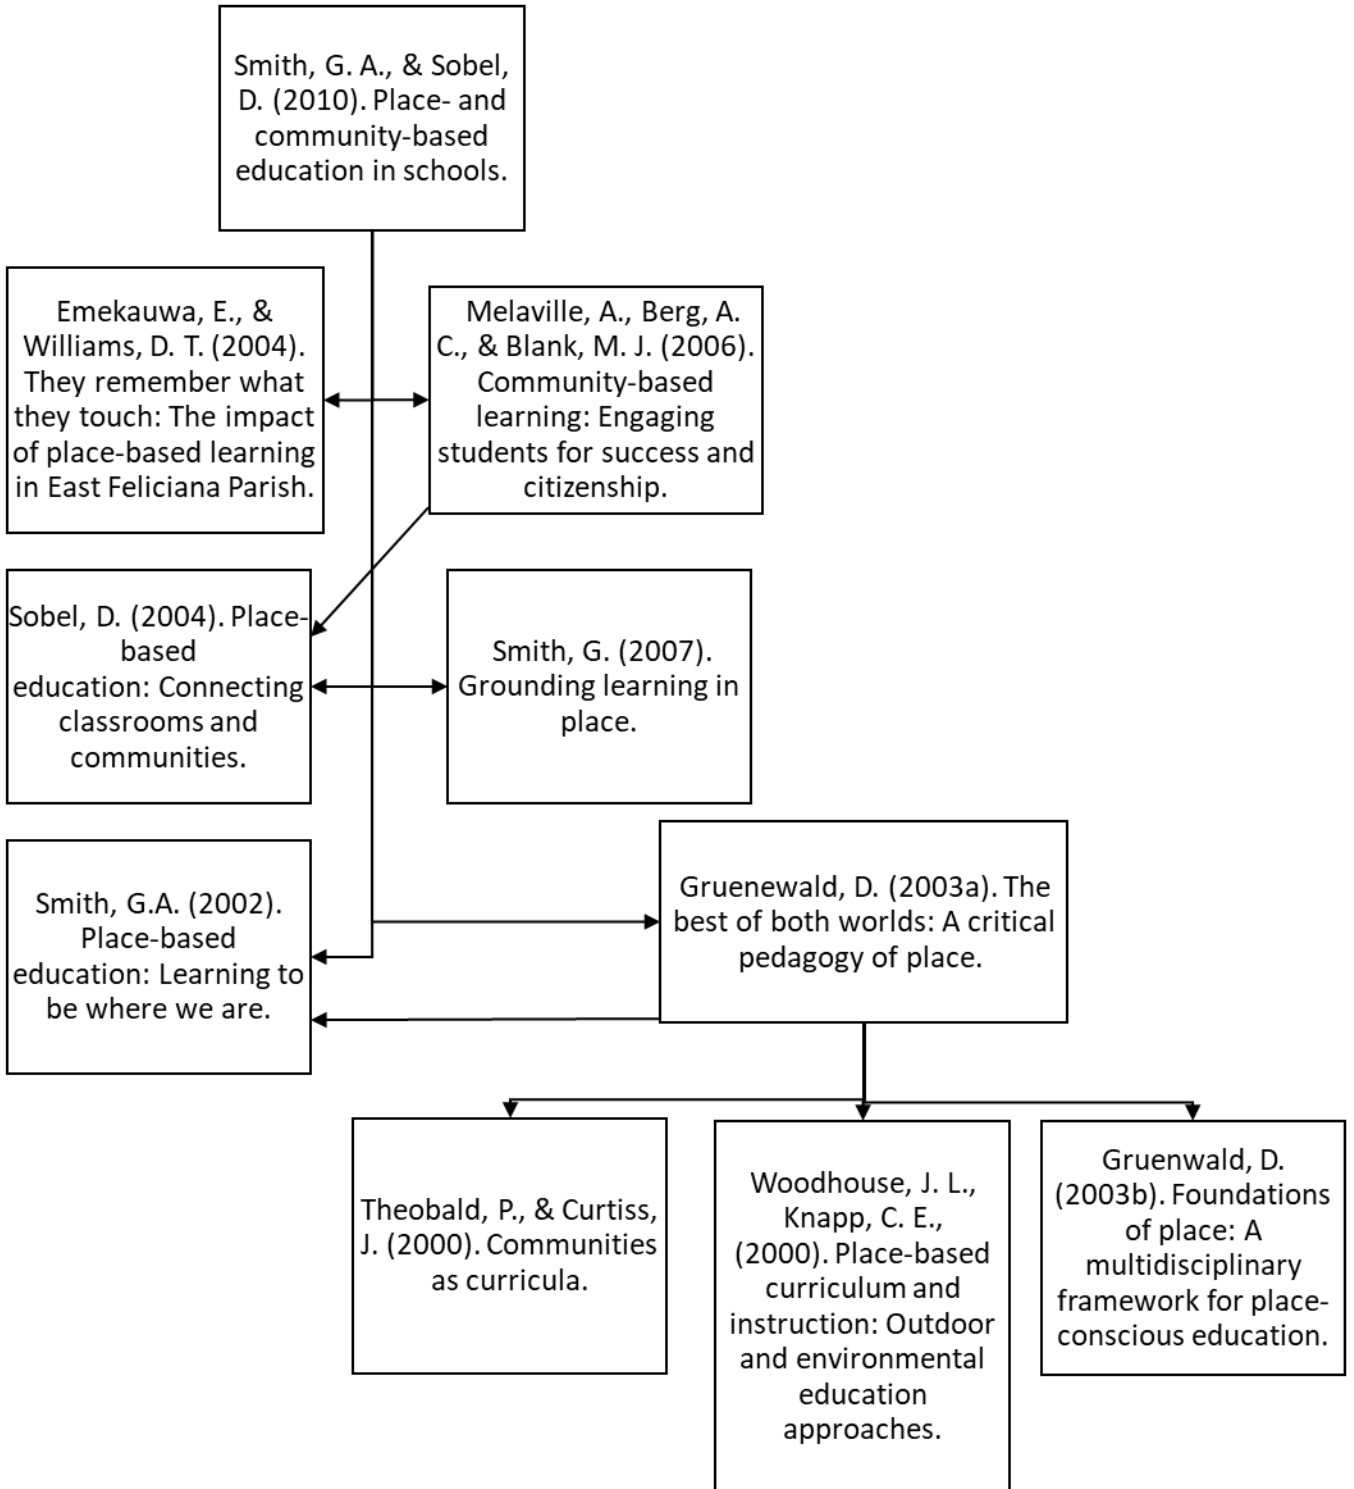 Smith, G. A., & Sobel,
D. (2010). Place- and
community-based
education in schools.
Emekauwa, E., &
Williams, D. T. (2004).
They remember what
they touch: The impact
of place-based learning
in East Feliciana Parish.
Melaville, A., Berg, A.
C., & Blank, M. J. (2006).
Community-based
learning: Engaging
students for success and
citizenship.
Sobel, D. (2004). Place-
based
education: Connecting
classrooms and
communities.
Smith, G. (2007).
Grounding learning in
place.
Smith, G.A. (2002).
Place-based
education: Learning to
be where we are.
Gruenewald, D. (2003a). The
best of both worlds: A critical
pedagogy of place.
Theobald, P., & Curtiss,
J. (2000). Communities
as curricula.
Woodhouse, J. L.,
Knapp, C. E.,
(2000). Place-based
curriculum and
instruction: Outdoor
and environmental
education
approaches.
Gruenwald, D.
(2003b). Foundations
of place: A
multidisciplinary
framework for place-
conscious education.